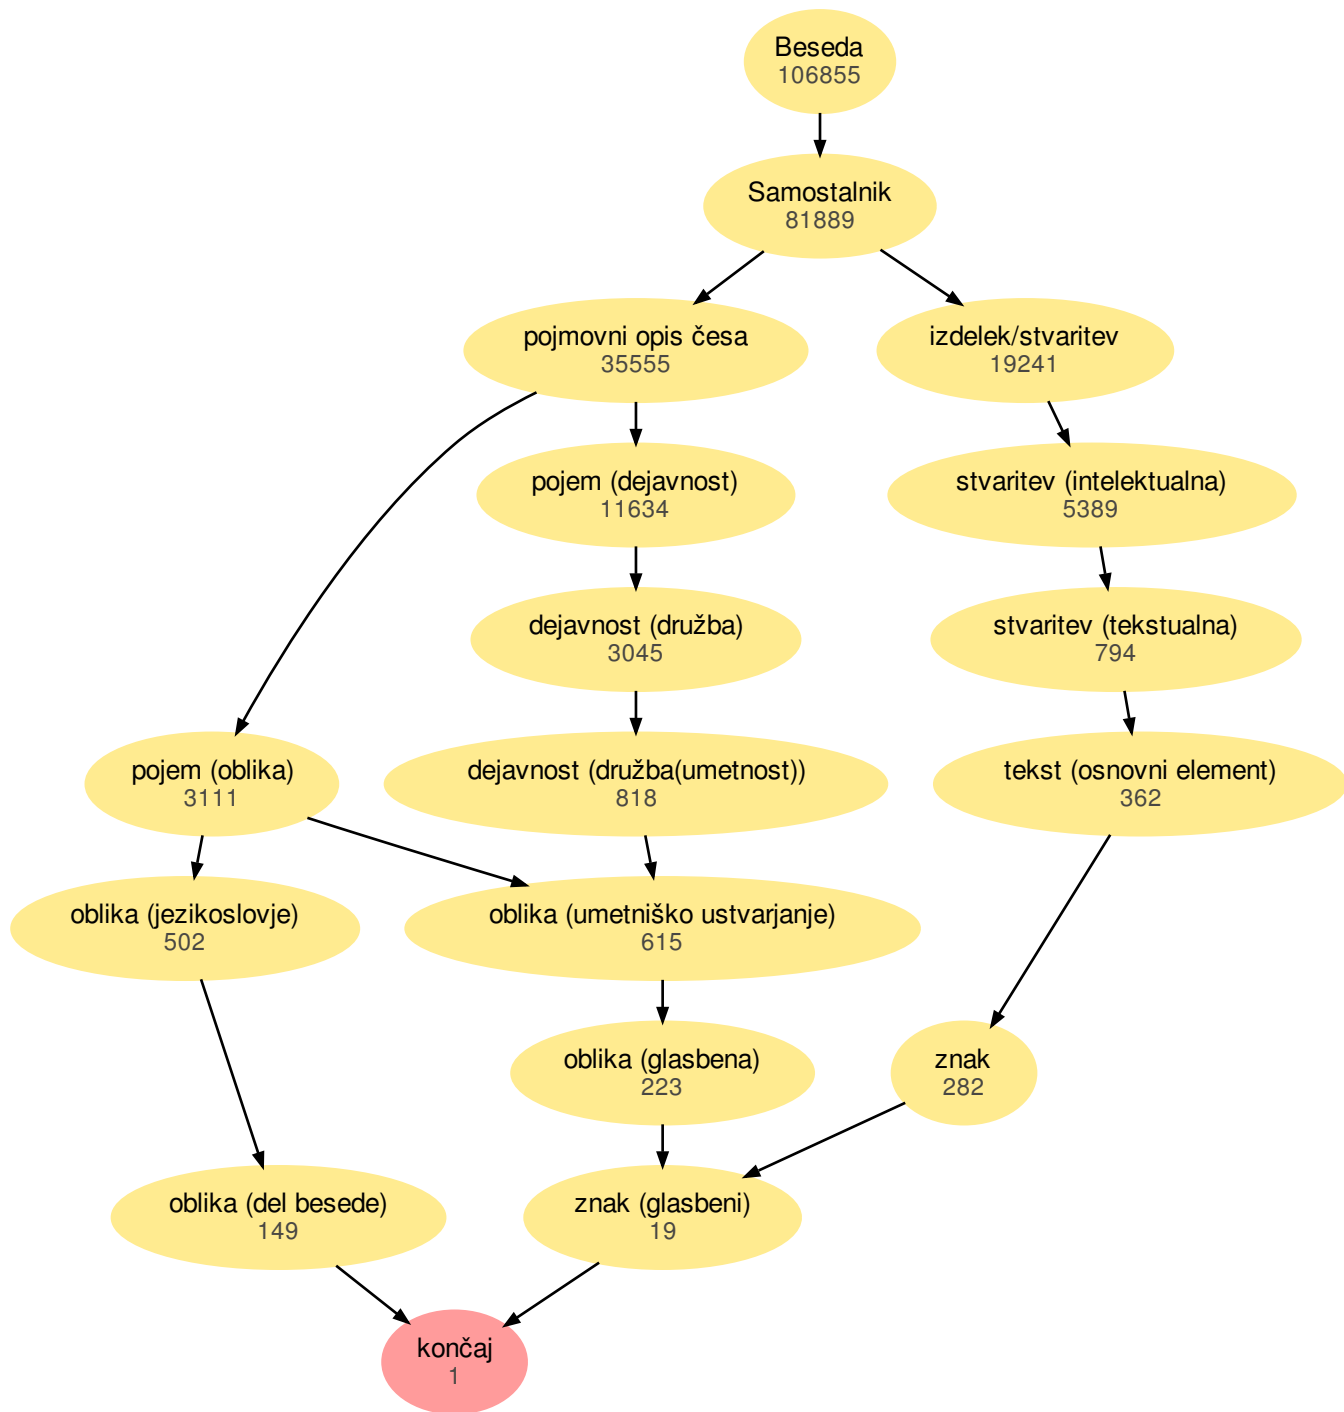 Beseda
106855
Samostalnik
81889
pojmovni opis česa
35555
izdelek/stvaritev
19241
pojem (dejavnost)
11634
stvaritev (intelektualna)
5389
dejavnost (družba)
3045
stvaritev (tekstualna)
794
pojem (oblika)
3111
dejavnost (družba(umetnost))
818
tekst (osnovni element)
362
oblika (jezikoslovje)
502
oblika (umetniško ustvarjanje)
615
oblika (glasbena)
223
znak
282
oblika (del besede)
149
znak (glasbeni)
19
končaj
1